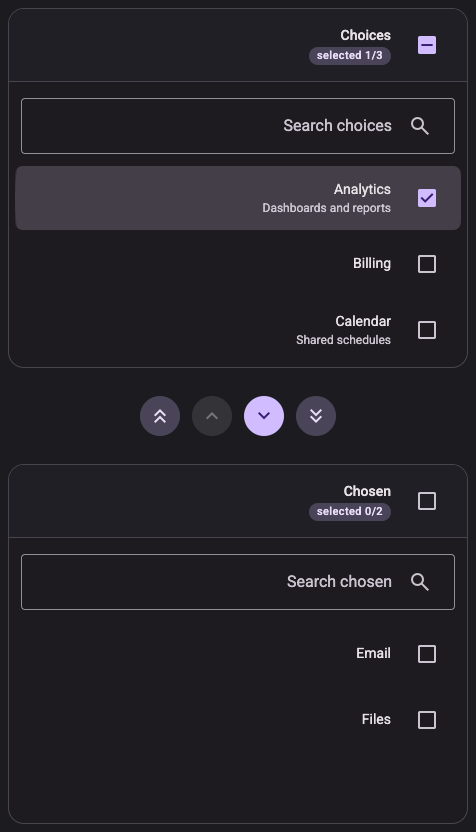 Choices
selected 1/3
Search choices
Analytics
Dashboards and reports
Billing
Calendar
Shared schedules
Chosen
selected 0/2
Search chosen
Email
Files